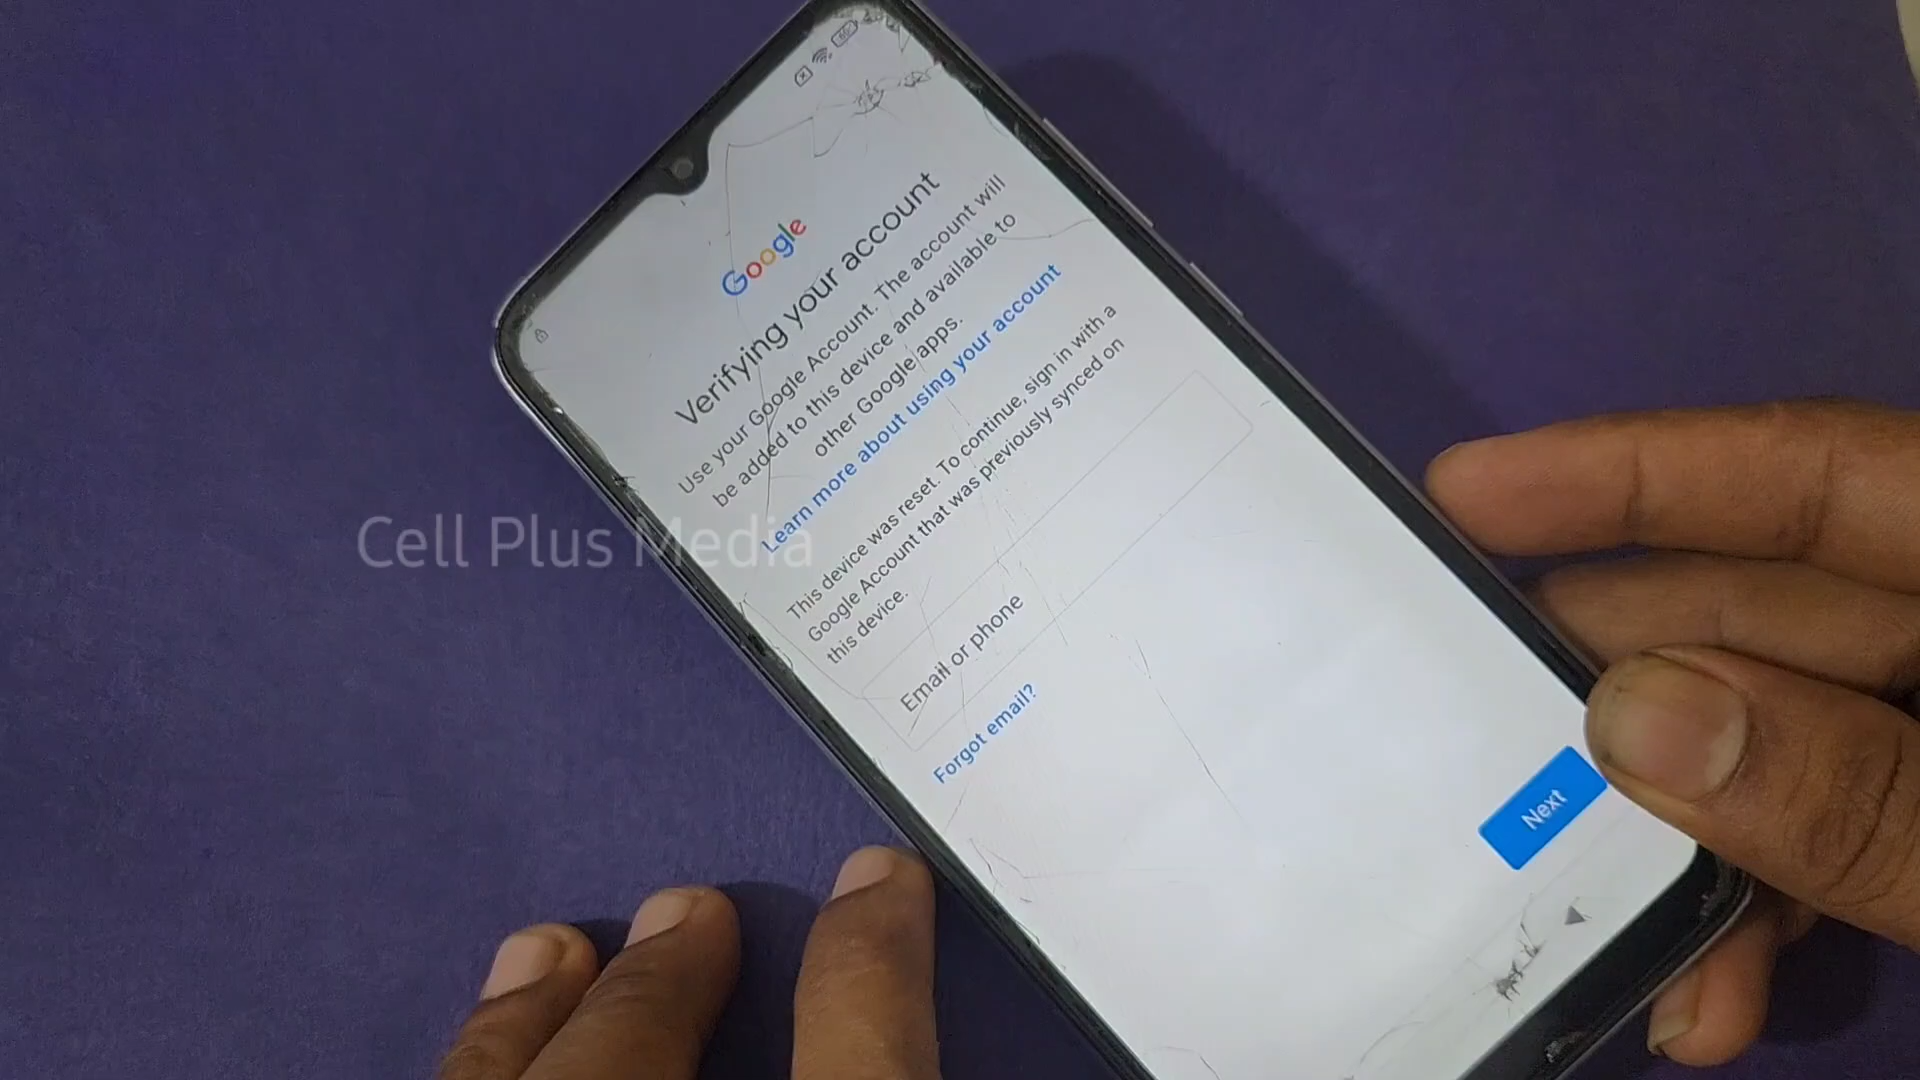 Google
Verifying your account
Use your Google Account. The account will
be added to this device and available to
other Google apps.
Learn more about using your account
This device was reset. To continue, sign in with a
Google Account that was previously synced on
this device.
Email or phone
Forgot email?
Next
Cell Plus Media